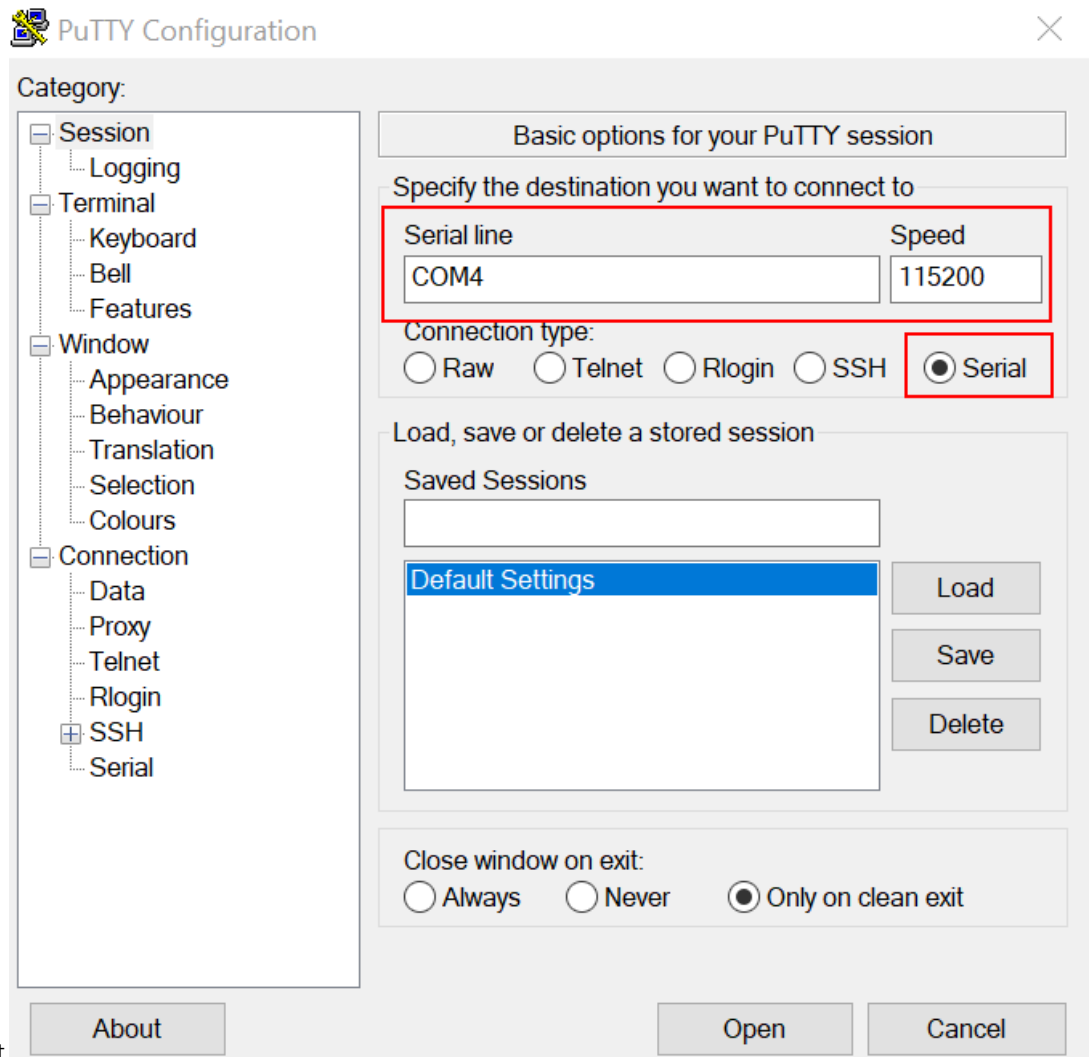 PuTTY Configuration
Category:
Session
Logging
Terminal
Keyboard
Bell
Features
Window
Appearance
Behaviour
Translation
Selection
Colours
Connection
Data
Proxy
Telnet
Rlogin
SSH
Serial
Basic options for your PuTTY session
Specify the destination you want to connect to
Serial line Speed
COM4 115200
Connection type:
Raw Telnet Rlogin SSH Serial
Load, save or delete a stored session
Saved Sessions
Default Settings
Load
Save
Delete
Close window on exit:
Always Never Only on clean exit
About Open Cancel